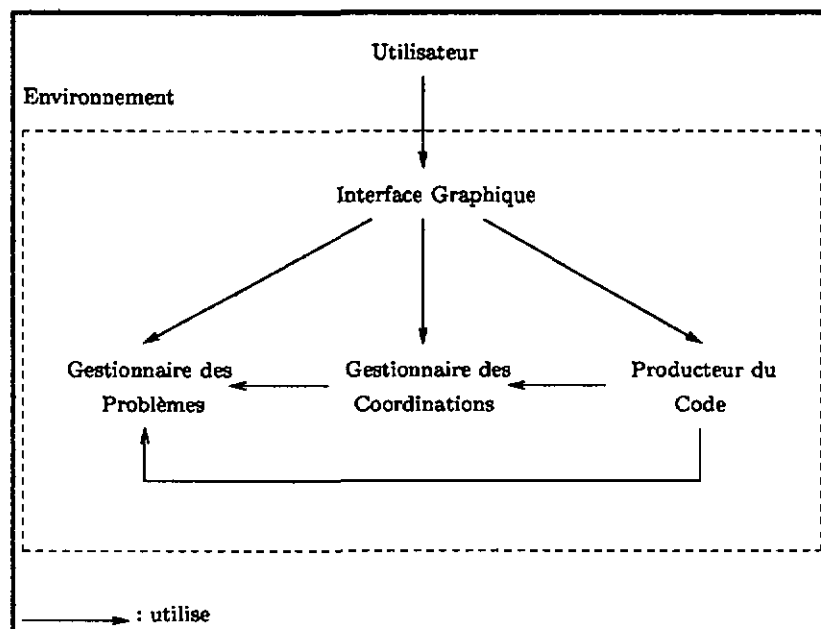 Utilisateur
Environnement
Interface Graphique
Gestionnaire des
Problèmes
Gestionnaire des
Coordinations
Producteur du
Code
: utilise